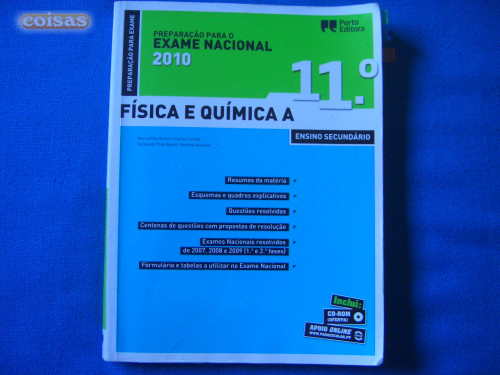 coisas
PREPARAÇÃO PARA EXAME
PREPARAÇÃO PARA O
EXAME NACIONAL
2010
Porto
Editora
11.º
FÍSICA E QUÍMICA A
ENSINO SECUNDÁRIO
Resumos da matéria
Esquemas e quadros explicativos
Questões resolvidas
Centenas de questões com propostas de resolução
Exames Nacionais resolvidos
de 2007, 2008 e 2009 (1.ª e 2.ª fases)
Formulário e tabelas a utilizar no Exame Nacional
Inclui:
CD-ROM
(OFERTA)
APOIO ONLINE